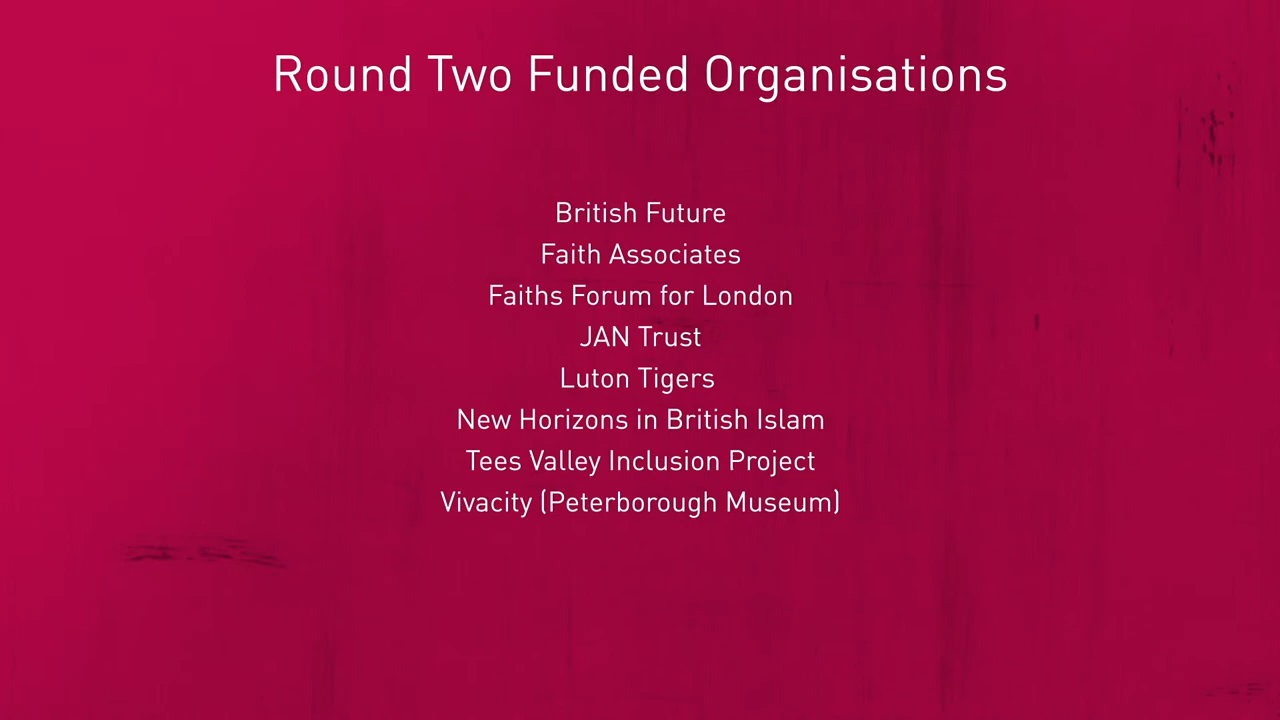 Round Two Funded Organisations
British Future
Faith Associates
Faiths Forum for London
JAN Trust
Luton Tigers
New Horizons in British Islam
Tees Valley Inclusion Project
Vivacity (Peterborough Museum)